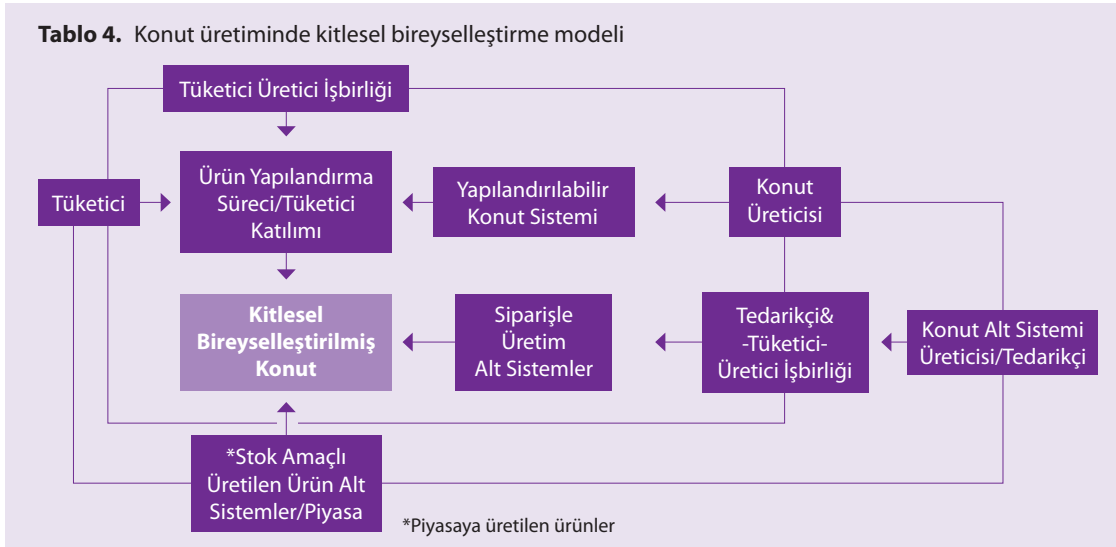 Tablo 4. Konut üretiminde kitlesel bireyselleştirme modeli
Tüketici Üretici İşbirliği
Tüketici
Ürün Yapılandırma
Süreci/Tüketici
Katılımı
Yapılandırılabilir
Konut Sistemi
Konut
Üreticisi
Kitlesel
Bireyselleştirilmiş
Konut
Siparişle
Üretim
Alt Sistemler
Tedarikçi&
-Tüketici-
Üretici İşbirliği
Konut Alt Sistemi
Üreticisi/Tedarikçi
*Stok Amaçlı
Üretilen Ürün Alt
Sistemler/Piyasa
*Piyasaya üretilen ürünler